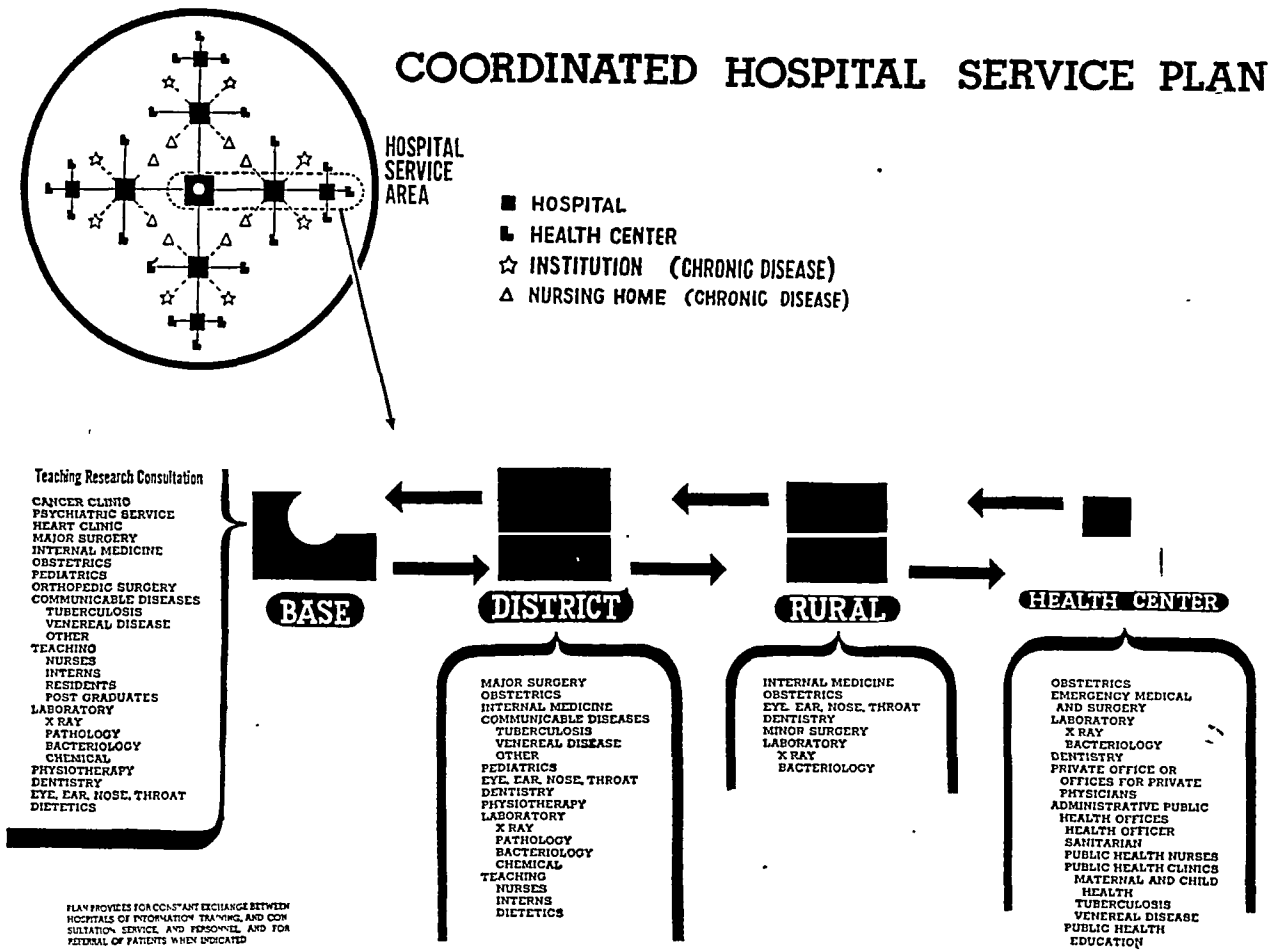 COORDINATED HOSPITAL SERVICE PLAN
HOSPITAL
SERVICE
AREA
HOSPITAL
HEALTH CENTER
INSTITUTION (CHRONIC DISEASE)
NURSING HOME (CHRONIC DISEASE)
Teaching Research Consultation
CANCER CLINIC
PSYCHIATRIC SERVICE
HEART CLINIC
MAJOR SURGERY
INTERNAL MEDICINE
OBSTETRICS
PEDIATRICS
ORTHOPEDIC SURGERY
COMMUNICABLE DISEASES
TUBERCULOSIS
VENEREAL DISEASE
OTHER
TEACHING
NURSES
INTERNS
RESIDENTS
POST GRADUATES
LABORATORY
X RAY
PATHOLOGY
BACTERIOLOGY
CHEMICAL
PHYSIOTHERAPY
DENTISTRY
EYE, EAR, NOSE, THROAT
DIETETICS
BASE
DISTRICT
MAJOR SURGERY
OBSTETRICS
INTERNAL MEDICINE
COMMUNICABLE DISEASES
TUBERCULOSIS
VENEREAL DISEASE
OTHER
PEDIATRICS
EYE, EAR, NOSE, THROAT
DENTISTRY
PHYSIOTHERAPY
LABORATORY
X RAY
PATHOLOGY
BACTERIOLOGY
CHEMICAL
TEACHING
NURSES
INTERNS
DIETETICS
RURAL
INTERNAL MEDICINE
OBSTETRICS
EYE, EAR, NOSE, THROAT
DENTISTRY
MINOR SURGERY
LABORATORY
X RAY
BACTERIOLOGY
HEALTH CENTER
OBSTETRICS
EMERGENCY MEDICAL
AND SURGERY
LABORATORY
X RAY
BACTERIOLOGY
DENTISTRY
PRIVATE OFFICE OR
OFFICES FOR PRIVATE
PHYSICIANS
ADMINISTRATIVE PUBLIC
HEALTH OFFICES
HEALTH OFFICER
SANITARIAN
PUBLIC HEALTH NURSES
PUBLIC HEALTH CLINICS
MATERNAL AND CHILD
HEALTH
TUBERCULOSIS
VENEREAL DISEASE
PUBLIC HEALTH
EDUCATION
PLAN PROVIDES FOR CONSTANT EXCHANGE BETWEEN
HOSPITALS OF INFORMATION TRAINING, AND CON
SULTATION SERVICE, AND PERSONNEL, AND FOR
REFERRAL OF PATIENTS WHEN INDICATED